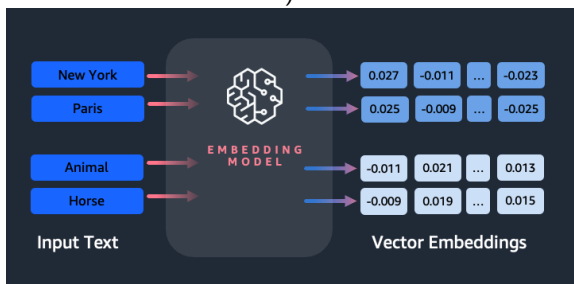 )
New York 0.027 -0.011 ... -0.023
Paris 0.025 -0.009 ... -0.025
EMBEDDING
MODEL
Animal -0.011 0.021 ... 0.013
Horse -0.009 0.019 ... 0.015
Input Text Vector Embeddings